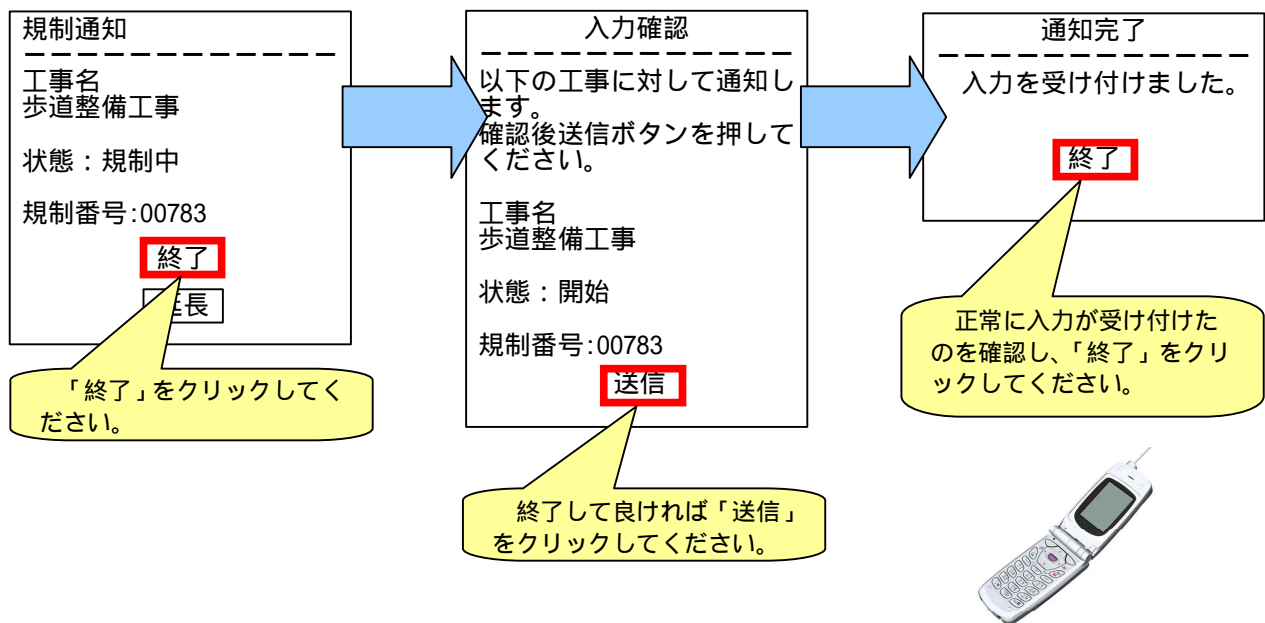 規制通知
工事名
歩道整備工事
状態：規制中
規制番号:00783
終了
長
「終了」をクリックしてく
ださい。
入力確認
以下の工事に対して通知し
ます。
確認後送信ボタンを押して
ください。
工事名
歩道整備工事
状態：開始
規制番号:00783
送信
終了して良ければ「送信」
をクリックしてください。
通知完了
入力を受け付けました。
終了
正常に入力が受け付けた
のを確認し、「終了」をクリ
ックしてください。